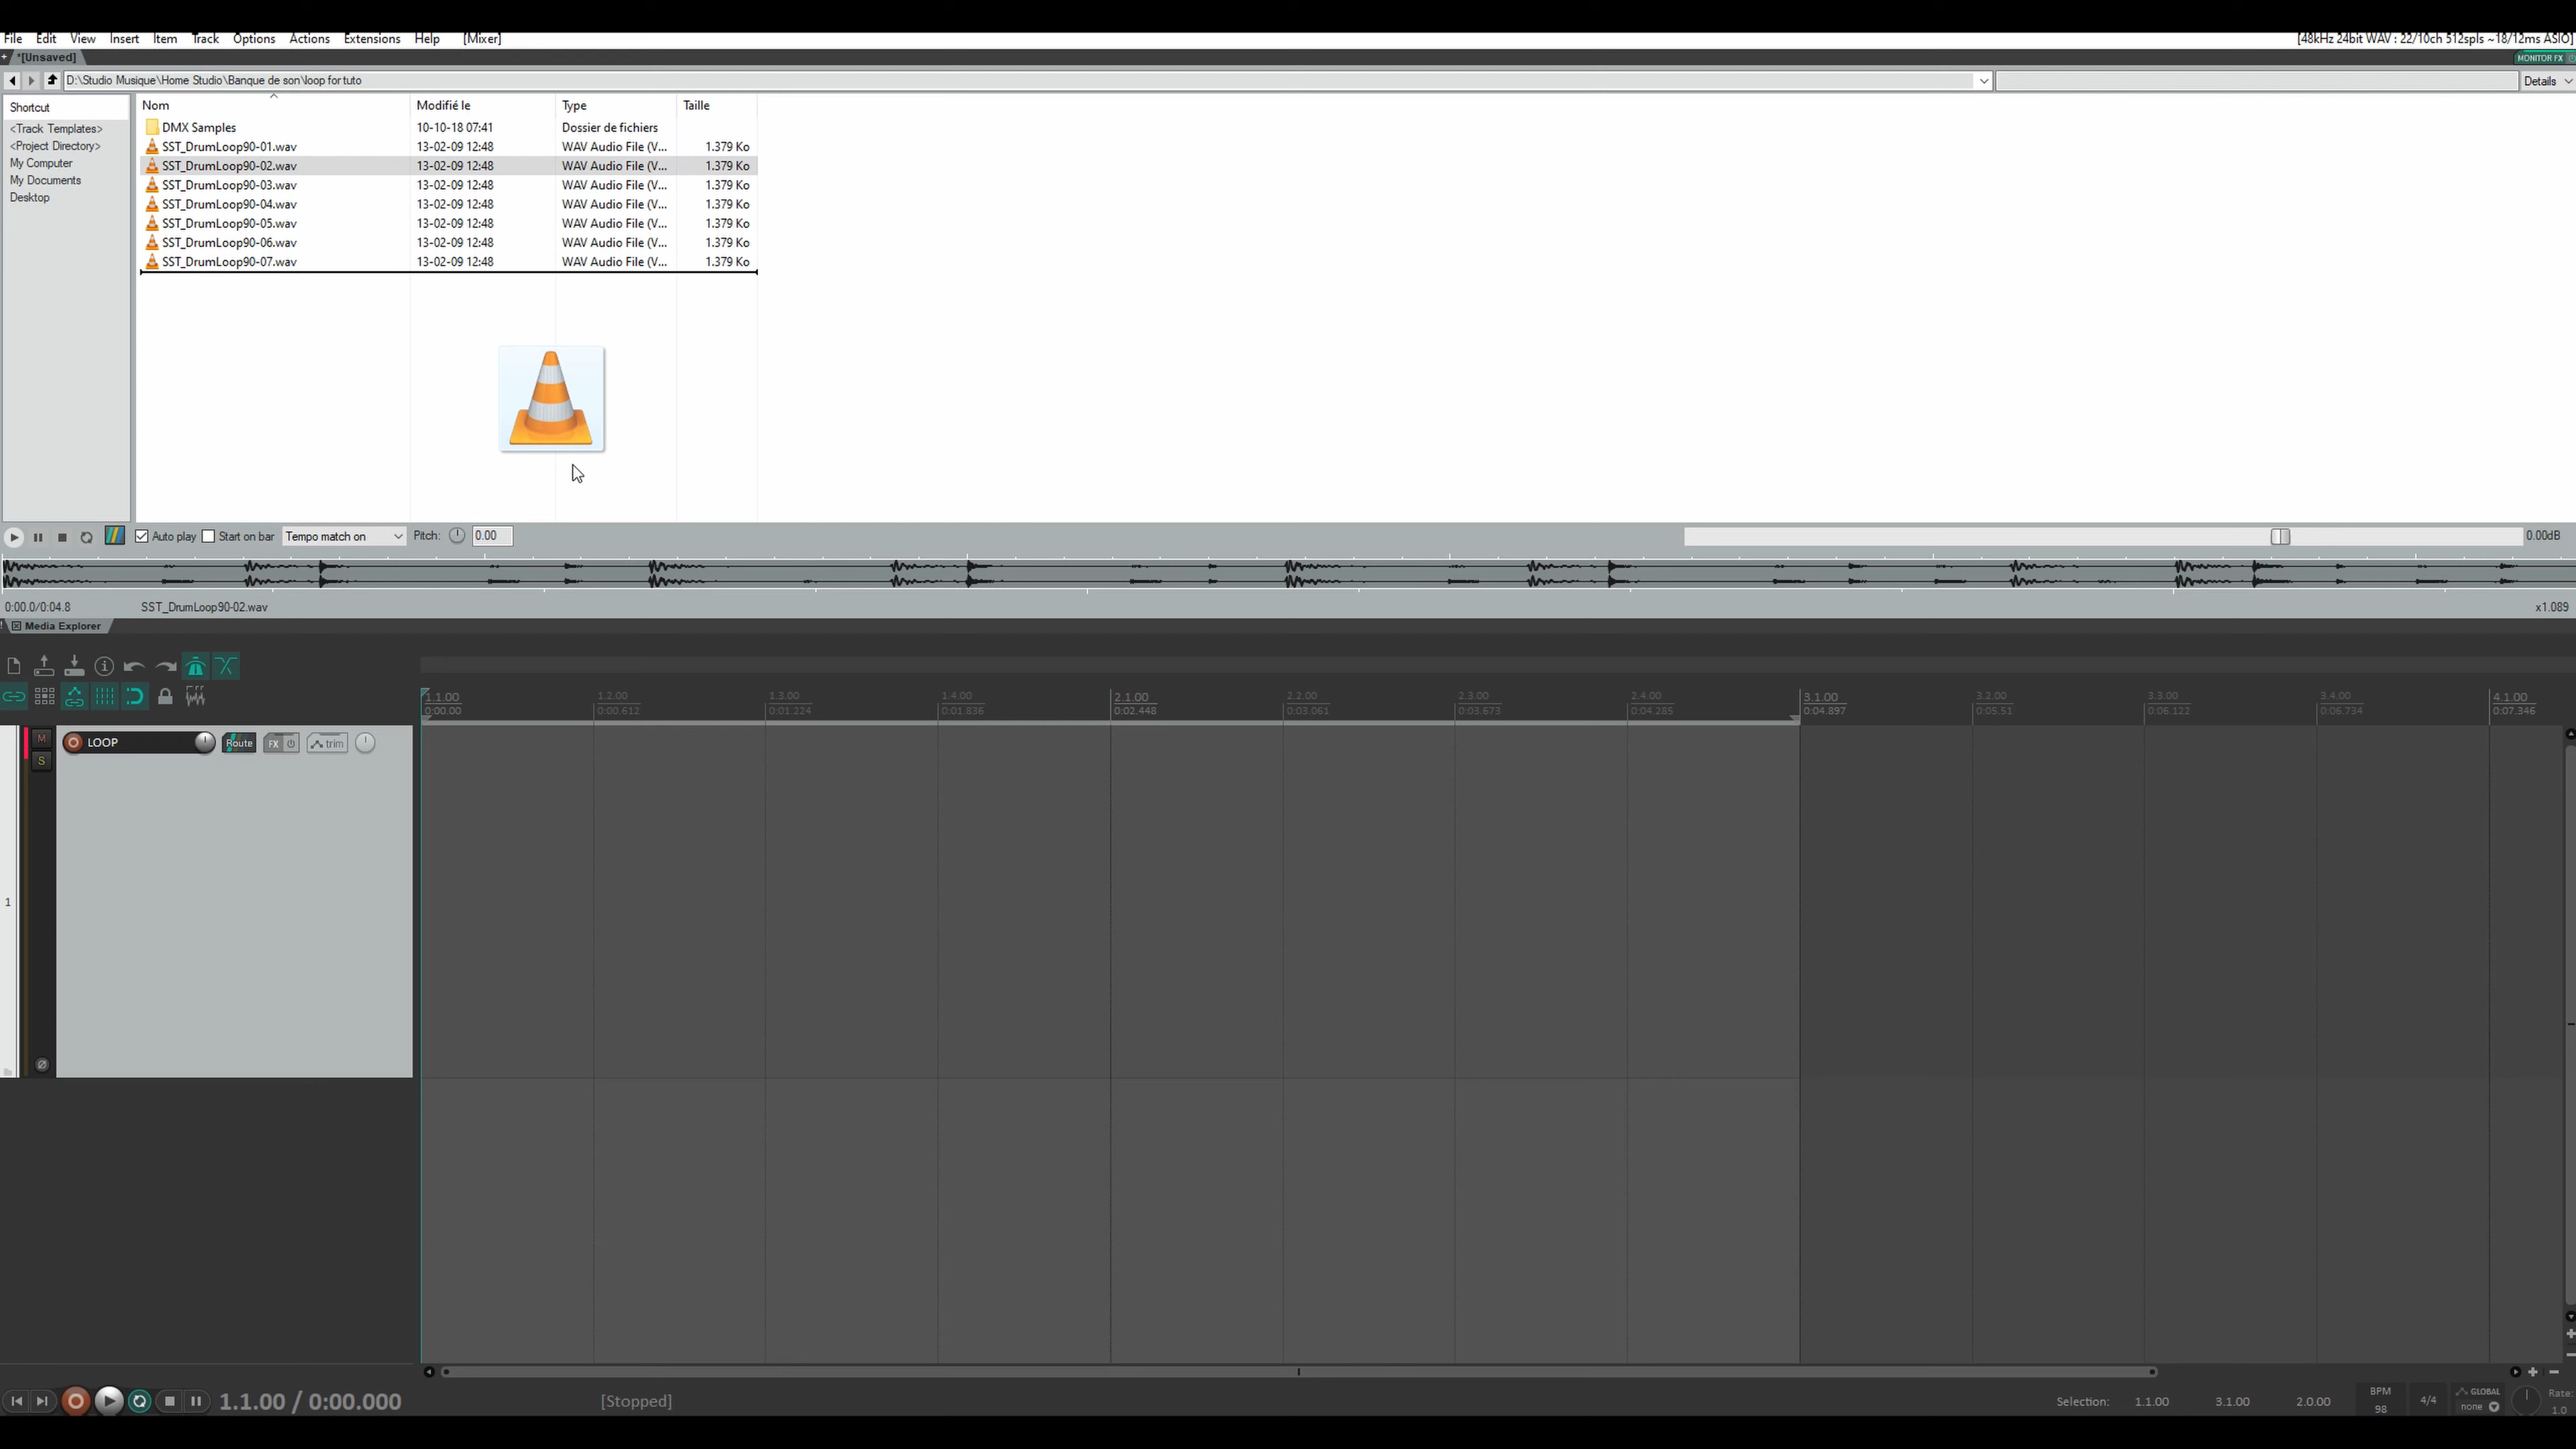 File Edit View Insert Item Track Options Actions Extensions Help [Mixer] [48kHz 24bit WAV : 22/10ch 512spls ~18/12ms ASIO]
*[Unsaved] MONITOR FX
D:\Studio Musique\Home Studio\Banque de son\loop for tuto Details
Shortcut Nom Modifié le Type Taille
<Track Templates> DMX Samples 10-10-18 07:41 Dossier de fichiers
<Project Directory> SST_DrumLoop90-01.wav 13-02-09 12:48 WAV Audio File (V... 1.379 Ko
My Computer SST_DrumLoop90-02.wav 13-02-09 12:48 WAV Audio File (V... 1.379 Ko
My Documents SST_DrumLoop90-03.wav 13-02-09 12:48 WAV Audio File (V... 1.379 Ko
Desktop SST_DrumLoop90-04.wav 13-02-09 12:48 WAV Audio File (V... 1.379 Ko
SST_DrumLoop90-05.wav 13-02-09 12:48 WAV Audio File (V... 1.379 Ko
SST_DrumLoop90-06.wav 13-02-09 12:48 WAV Audio File (V... 1.379 Ko
SST_DrumLoop90-07.wav 13-02-09 12:48 WAV Audio File (V... 1.379 Ko
Auto play Start on bar Tempo match on Pitch: 0.00 0.00dB
0:00.0/0:04.8 SST_DrumLoop90-02.wav x1.089
Media Explorer
1.1.00 1.2.00 1.3.00 1.4.00 2.1.00 2.2.00 2.3.00 2.4.00 3.1.00 3.2.00 3.3.00 3.4.00 4.1.00
0:00.00 0:00.612 0:01.224 0:01.836 0:02.448 0:03.061 0:03.673 0:04.285 0:04.897 0:05.51 0:06.122 0:06.734 0:07.346
M LOOP Route FX trim
S
1
1.1.00 / 0:00.000 [Stopped] Selection: 1.1.00 3.1.00 2.0.00 BPM 98 4/4 GLOBAL none Rate: 1.0